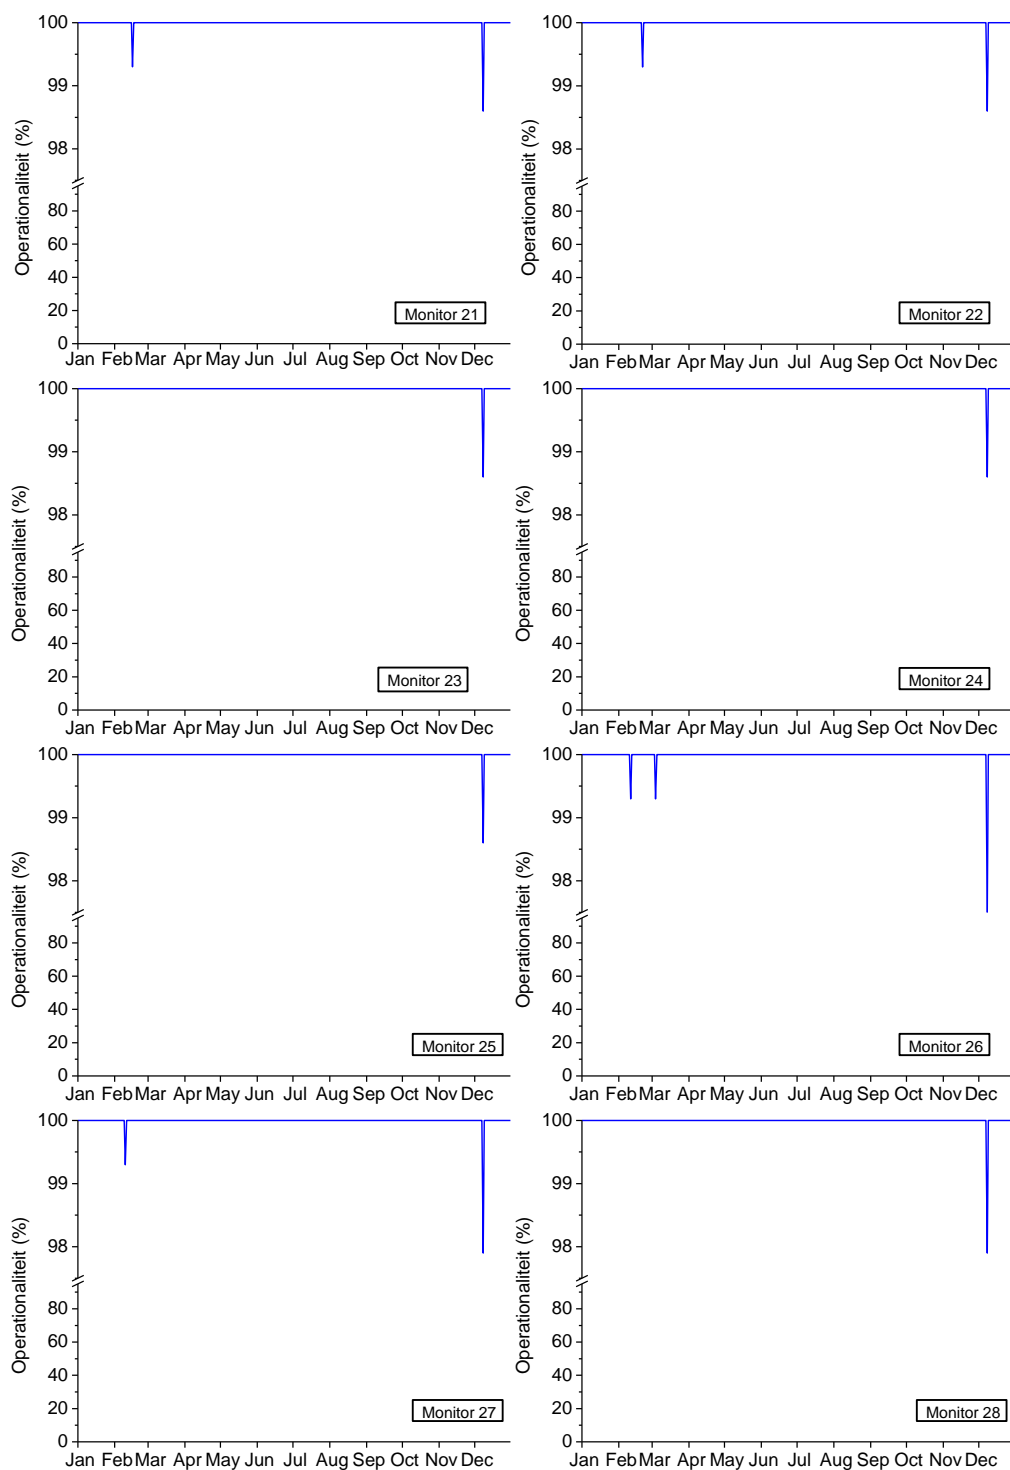 100
99
98
80
60
40
20
0
Operationaliteit (%)
Monitor 21
Jan Feb Mar Apr May Jun Jul Aug Sep Oct Nov Dec
100
99
98
80
60
40
20
0
Operationaliteit (%)
Monitor 22
Jan Feb Mar Apr May Jun Jul Aug Sep Oct Nov Dec
100
99
98
80
60
40
20
0
Operationaliteit (%)
Monitor 23
Jan Feb Mar Apr May Jun Jul Aug Sep Oct Nov Dec
100
99
98
80
60
40
20
0
Operationaliteit (%)
Monitor 24
Jan Feb Mar Apr May Jun Jul Aug Sep Oct Nov Dec
100
99
98
80
60
40
20
0
Operationaliteit (%)
Monitor 25
Jan Feb Mar Apr May Jun Jul Aug Sep Oct Nov Dec
100
99
98
80
60
40
20
0
Operationaliteit (%)
Monitor 26
Jan Feb Mar Apr May Jun Jul Aug Sep Oct Nov Dec
100
99
98
80
60
40
20
0
Operationaliteit (%)
Monitor 27
Jan Feb Mar Apr May Jun Jul Aug Sep Oct Nov Dec
100
99
98
80
60
40
20
0
Operationaliteit (%)
Monitor 28
Jan Feb Mar Apr May Jun Jul Aug Sep Oct Nov Dec